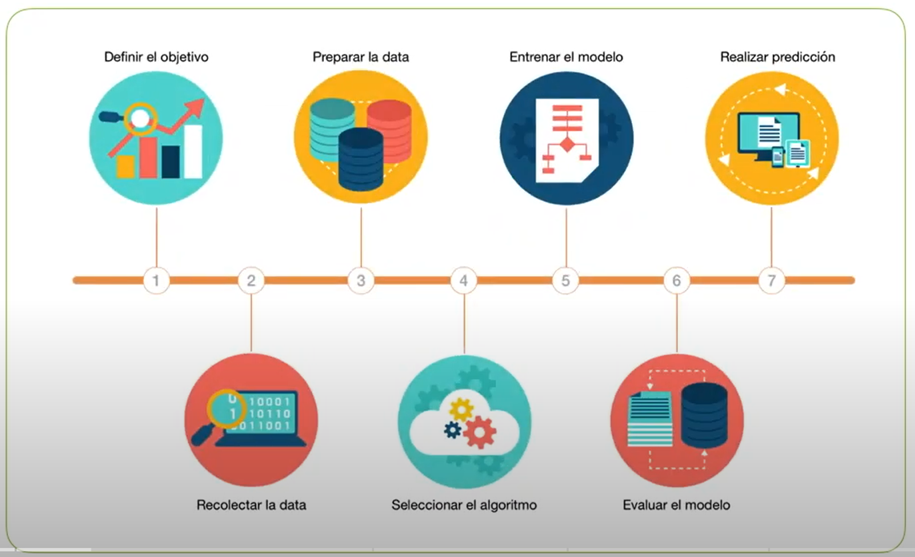 Definir el objetivo
Preparar la data
Entrenar el modelo
Realizar predicción
1
2
3
4
5
6
7
0 10001
1 10110
0011001
Recolectar la data
Seleccionar el algoritmo
Evaluar el modelo